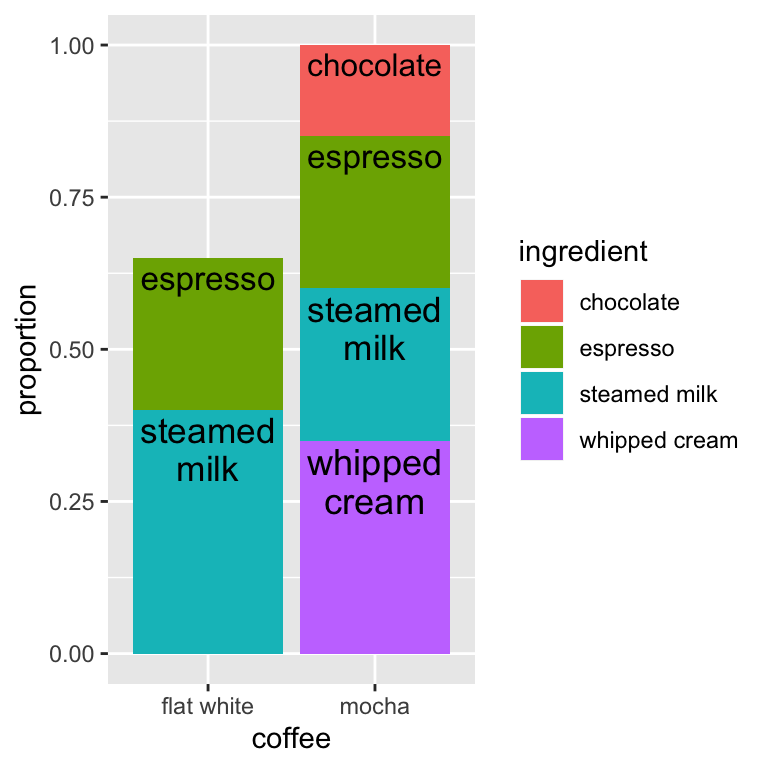 proportion
1.00
0.75
0.50
0.25
0.00
espresso
steamed
milk
chocolate
espresso
steamed
milk
whipped
cream
flat white
mocha
coffee
ingredient
chocolate
espresso
steamed milk
whipped cream